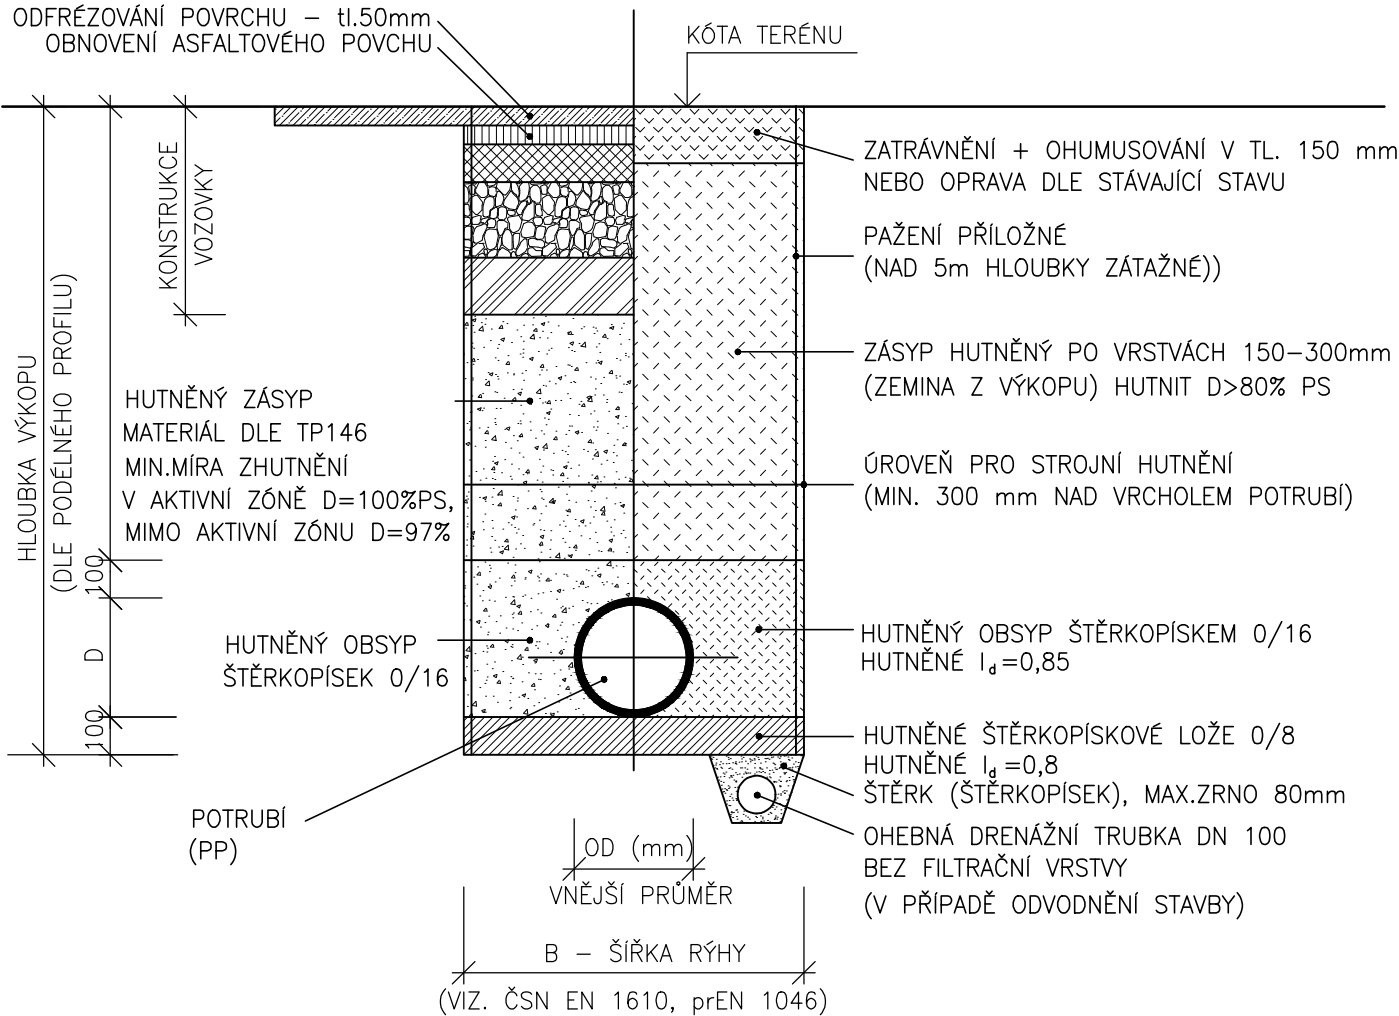 ODFRÉZOVÁNÍ POVRCHU – tl.50mm
OBNOVENÍ ASFALTOVÉHO POVCHU
KÓTA TERÉNU
KONSTRUKCE
VOZOVKY
HLOUBKA VÝKOPU
(DLE PODÉLNÉHO PROFILU)
ZATRÁVNĚNÍ + OHUMUSOVÁNÍ V TL. 150 mm
NEBO OPRAVA DLE STÁVAJÍCÍ STAVU
PAŽENÍ PŘÍLOŽNÉ
(NAD 5m HLOUBKY ZÁTAŽNÉ))
ZÁSYP HUTNĚNÝ PO VRSTVÁCH 150–300mm
(ZEMINA Z VÝKOPU) HUTNIT D>80% PS
HUTNĚNÝ ZÁSYP
MATERIÁL DLE TP146
MIN.MÍRA ZHUTNĚNÍ
V AKTIVNÍ ZÓNĚ D=100%PS,
MIMO AKTIVNÍ ZÓNU D=97%
ÚROVEŇ PRO STROJNÍ HUTNĚNÍ
(MIN. 300 mm NAD VRCHOLEM POTRUBÍ)
100
D
100
HUTNĚNÝ OBSYP
ŠTĚRKOPÍSEK 0/16
HUTNĚNÝ OBSYP ŠTĚRKOPÍSKEM 0/16
HUTNĚNÉ Id=0,85
HUTNĚNÉ ŠTĚRKOPÍSKOVÉ LOŽE 0/8
HUTNĚNÉ Id=0,8
ŠTĚRK (ŠTĚRKOPÍSEK), MAX.ZRNO 80mm
POTRUBÍ
(PP)
OHEBNÁ DRENÁŽNÍ TRUBKA DN 100
BEZ FILTRAČNÍ VRSTVY
(V PŘÍPADĚ ODVODNĚNÍ STAVBY)
OD (mm)
VNĚJŠÍ PRŮMĚR
B – ŠÍŘKA RÝHY
(VIZ. ČSN EN 1610, prEN 1046)